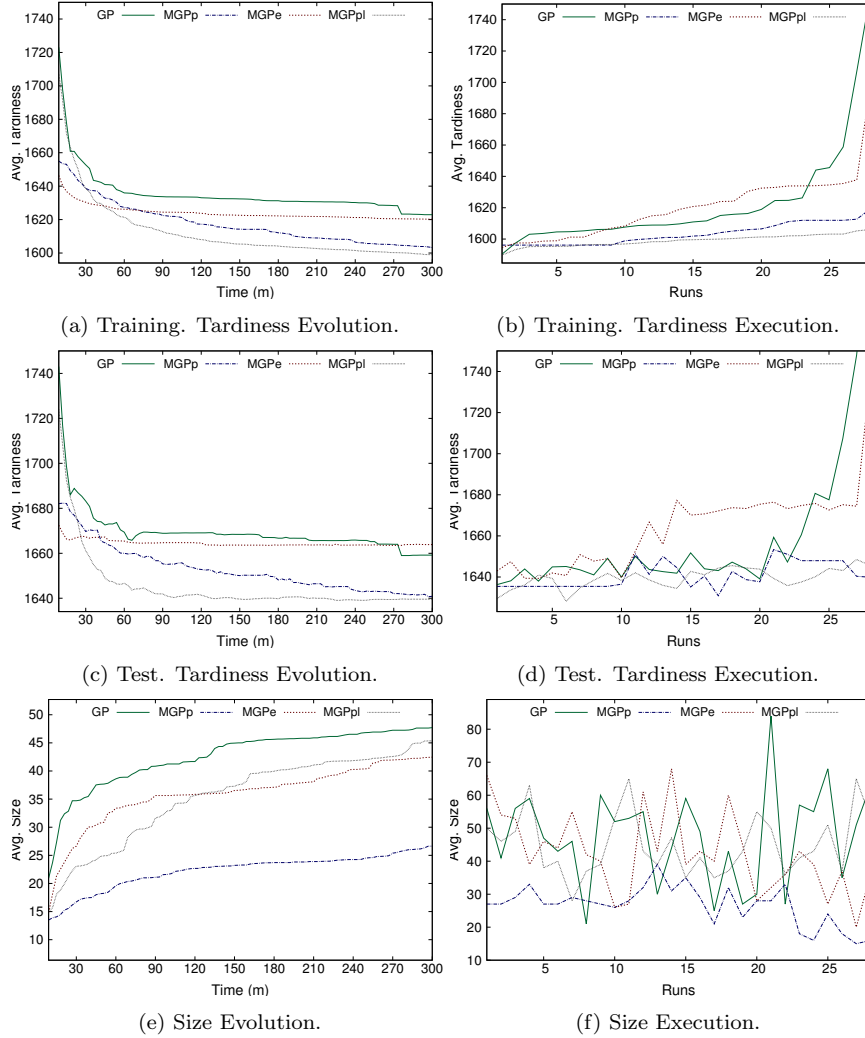 GP MGPp MGPe MGPpl
1740
1720
1700
1680
1660
1640
1620
1600
Avg. Tardiness
30 60 90 120 150 180 210 240 270 300
Time (m)
(a) Training. Tardiness Evolution.
GP MGPp MGPe MGPpl
1740
1720
1700
1680
1660
1640
1620
1600
Avg. Tardiness
5 10 15 20 25
Runs
(b) Training. Tardiness Execution.
GP MGPp MGPe MGPpl
1740
1720
1700
1680
1660
1640
Avg. Tardiness
30 60 90 120 150 180 210 240 270 300
Time (m)
(c) Test. Tardiness Evolution.
GP MGPp MGPe MGPpl
1740
1720
1700
1680
1660
1640
Avg. Tardiness
5 10 15 20 25
Runs
(d) Test. Tardiness Execution.
GP MGPp MGPe MGPpl
50
45
40
35
30
25
20
15
10
Avg. Size
30 60 90 120 150 180 210 240 270 300
Time (m)
(e) Size Evolution.
GP MGPp MGPe MGPpl
80
70
60
50
40
30
20
10
Avg. Size
5 10 15 20 25
Runs
(f) Size Execution.